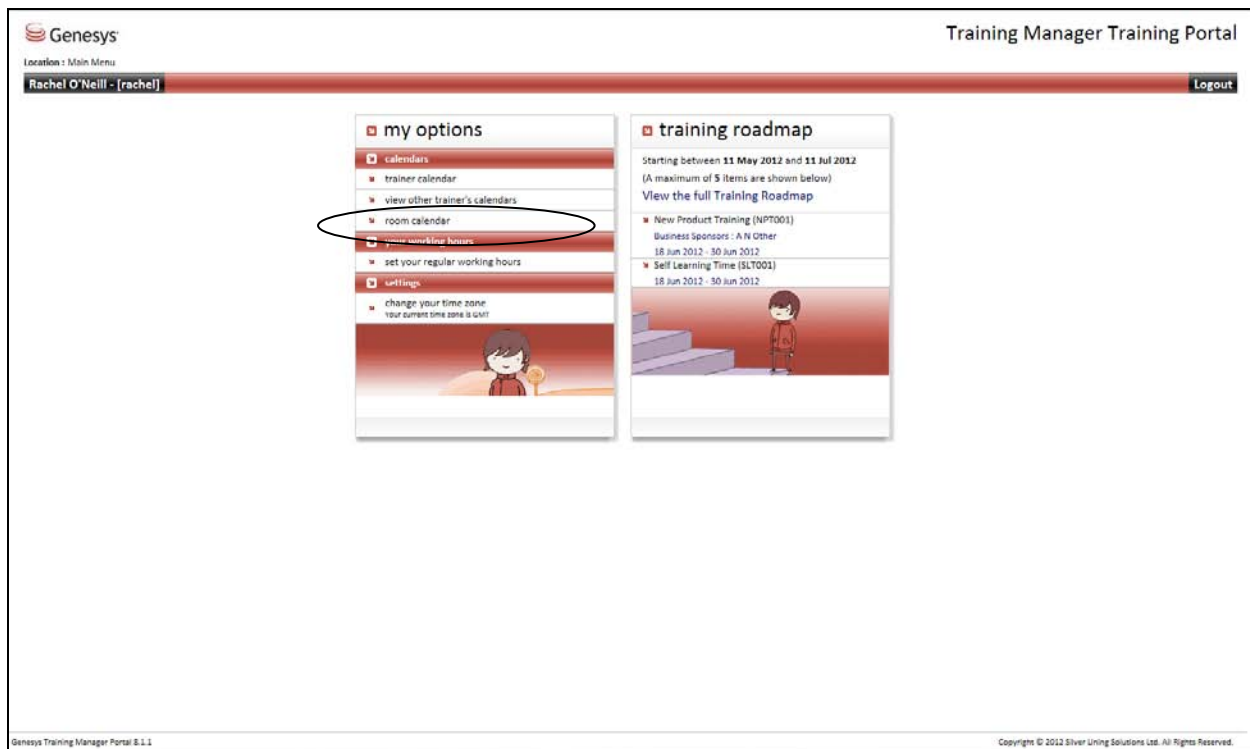 Genesys
Training Manager Training Portal
Location : Main Menu
Rachel O'Neill - [rachel]
Logout
my options
calendars
trainer calendar
view other trainer's calendars
room calendar
your working hours
set your regular working hours
settings
change your time zone
Your current time zone is GMT
training roadmap
Starting between 11 May 2012 and 11 Jul 2012
(A maximum of 5 items are shown below)
View the full Training Roadmap
New Product Training (NPT001)
Business Sponsors : A N Other
18 Jun 2012 - 30 Jun 2012
Self Learning Time (SLT001)
18 Jun 2012 - 30 Jun 2012
Genesys Training Manager Portal 8.1.1
Copyright © 2012 Silver Lining Solutions Ltd. All Rights Reserved.